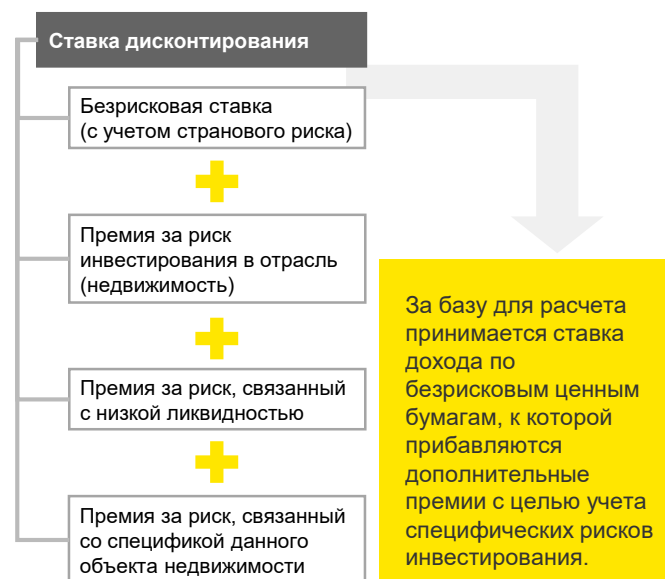 Ставка дисконтирования
Безрисковая ставка
(с учетом странового риска)
Премия за риск
инвестирования в отрасль
(недвижимость)
Премия за риск, связанный
с низкой ликвидностью
Премия за риск, связанный
со спецификой данного
объекта недвижимости
За базу для расчета
принимается ставка
дохода по
безрисковым ценным
бумагам, к которой
прибавляются
дополнительные
премии с целью учета
специфических рисков
инвестирования.